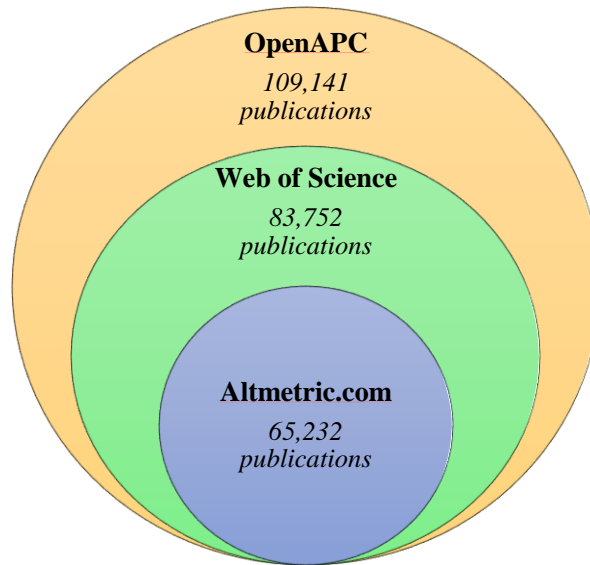 OpenAPC
109,141
publications
Web of Science
83,752
publications
Altmetric.com
65,232
publications